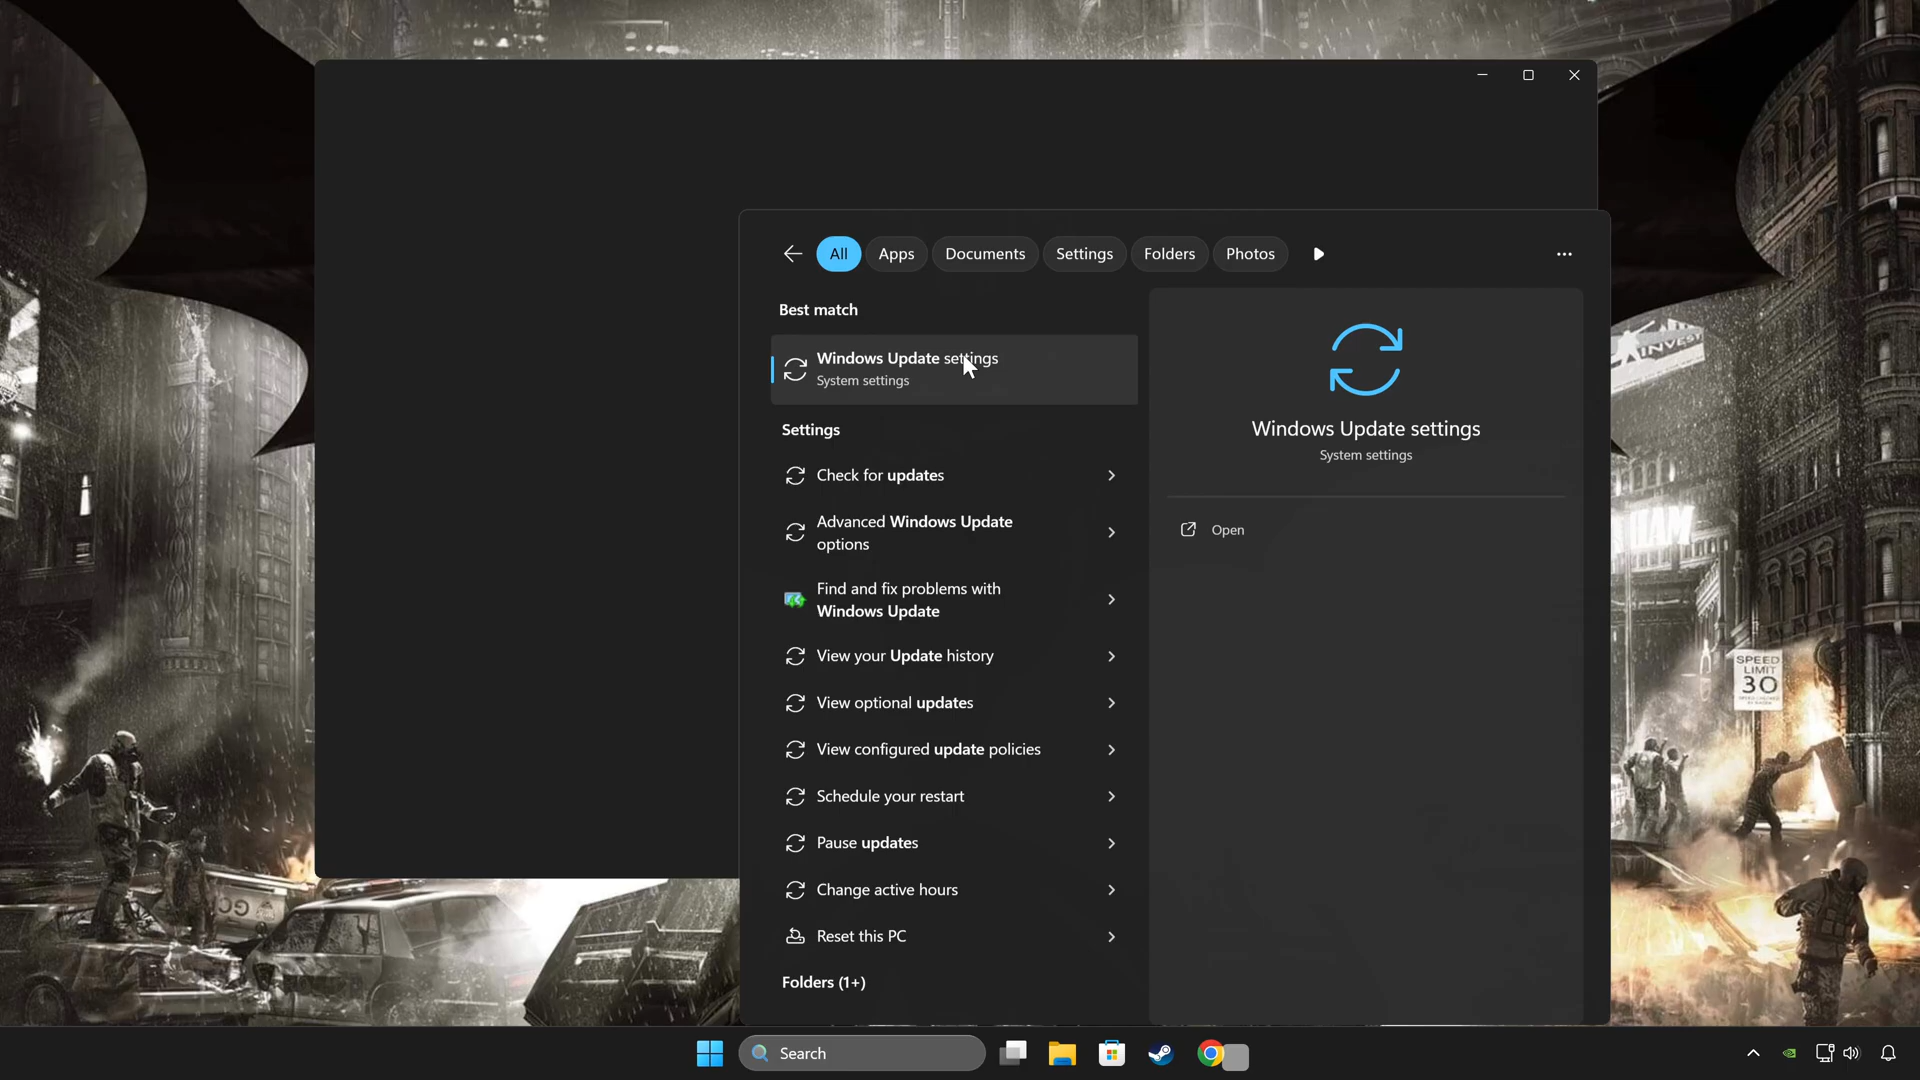 All
Apps
Documents
Settings
Folders
Photos
Best match
Windows Update settings
System settings
Settings
Check for updates
Advanced Windows Update
options
Find and fix problems with
Windows Update
View your Update history
View optional updates
View configured update policies
Schedule your restart
Pause updates
Change active hours
Reset this PC
Folders (1+)
Windows Update settings
System settings
Open
INVEST
SPEED
LIMIT
30
Search